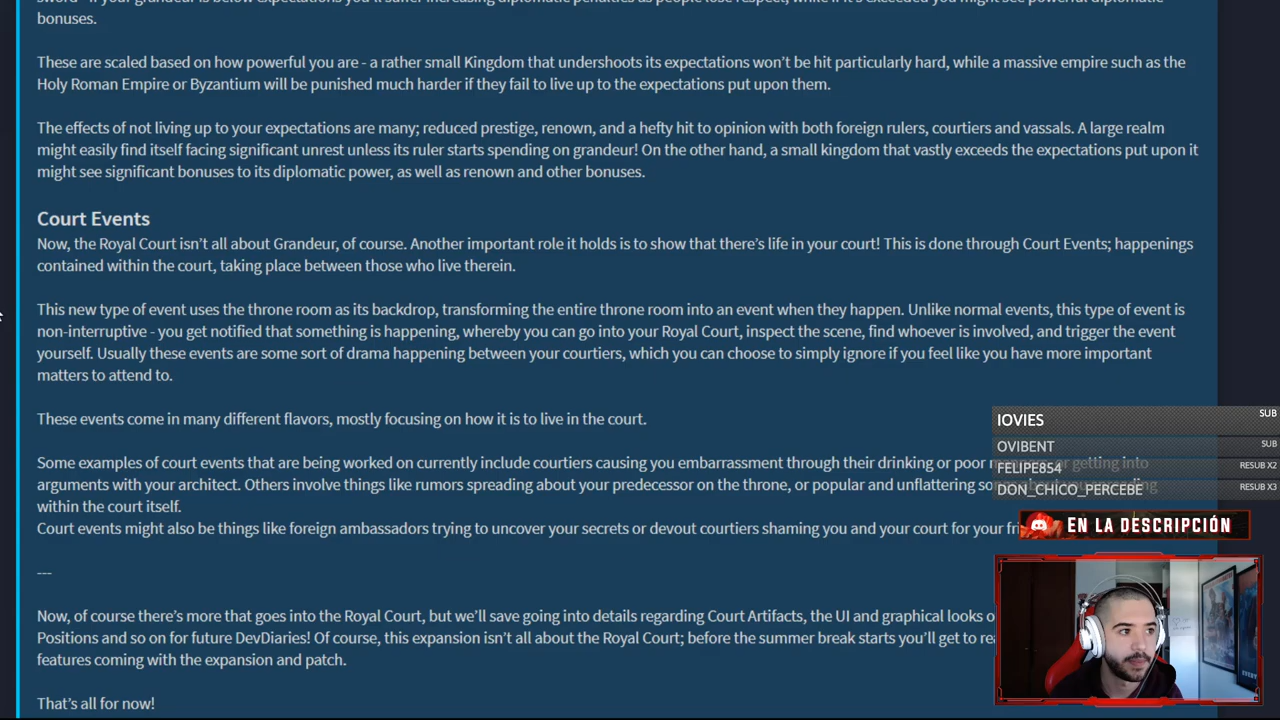 sword - if your grandeur is below expectations you'll suffer increasing diplomatic penalties as people lose respect, while if it's exceeded you might see powerful diplomatic
bonuses.
These are scaled based on how powerful you are - a rather small Kingdom that undershoots its expectations won't be hit particularly hard, while a massive empire such as the
Holy Roman Empire or Byzantium will be punished much harder if they fail to live up to the expectations put upon them.
The effects of not living up to your expectations are many; reduced prestige, renown, and a hefty hit to opinion with both foreign rulers, courtiers and vassals. A large realm
might easily find itself facing significant unrest unless its ruler starts spending on grandeur! On the other hand, a small kingdom that vastly exceeds the expectations put upon it
might see significant bonuses to its diplomatic power, as well as renown and other bonuses.
Court Events
Now, the Royal Court isn't all about Grandeur, of course. Another important role it holds is to show that there's life in your court! This is done through Court Events; happenings
contained within the court, taking place between those who live therein.
This new type of event uses the throne room as its backdrop, transforming the entire throne room into an event when they happen. Unlike normal events, this type of event is
non-interruptive - you get notified that something is happening, whereby you can go into your Royal Court, inspect the scene, find whoever is involved, and trigger the event
yourself. Usually these events are some sort of drama happening between your courtiers, which you can choose to simply ignore if you feel like you have more important
matters to attend to.
These events come in many different flavors, mostly focusing on how it is to live in the court.
Some examples of court events that are being worked on currently include courtiers causing you embarrassment through their drinking or poor or getting into
arguments with your architect. Others involve things like rumors spreading about your predecessor on the throne, or popular and unflattering
within the court itself.
Court events might also be things like foreign ambassadors trying to uncover your secrets or devout courtiers shaming you and your court for your
---
Now, of course there's more that goes into the Royal Court, but we'll save going into details regarding Court Artifacts, the UI and graphical looks
Positions and so on for future DevDiaries! Of course, this expansion isn't all about the Royal Court; before the summer break starts you'll get to
features coming with the expansion and patch.
That's all for now!
IOVIES SUB
OVIBENT SUB
FELIPE854 RESUB X2
DON_CHICO_PERCEBE RESUB X3
EN LA DESCRIPCIÓN